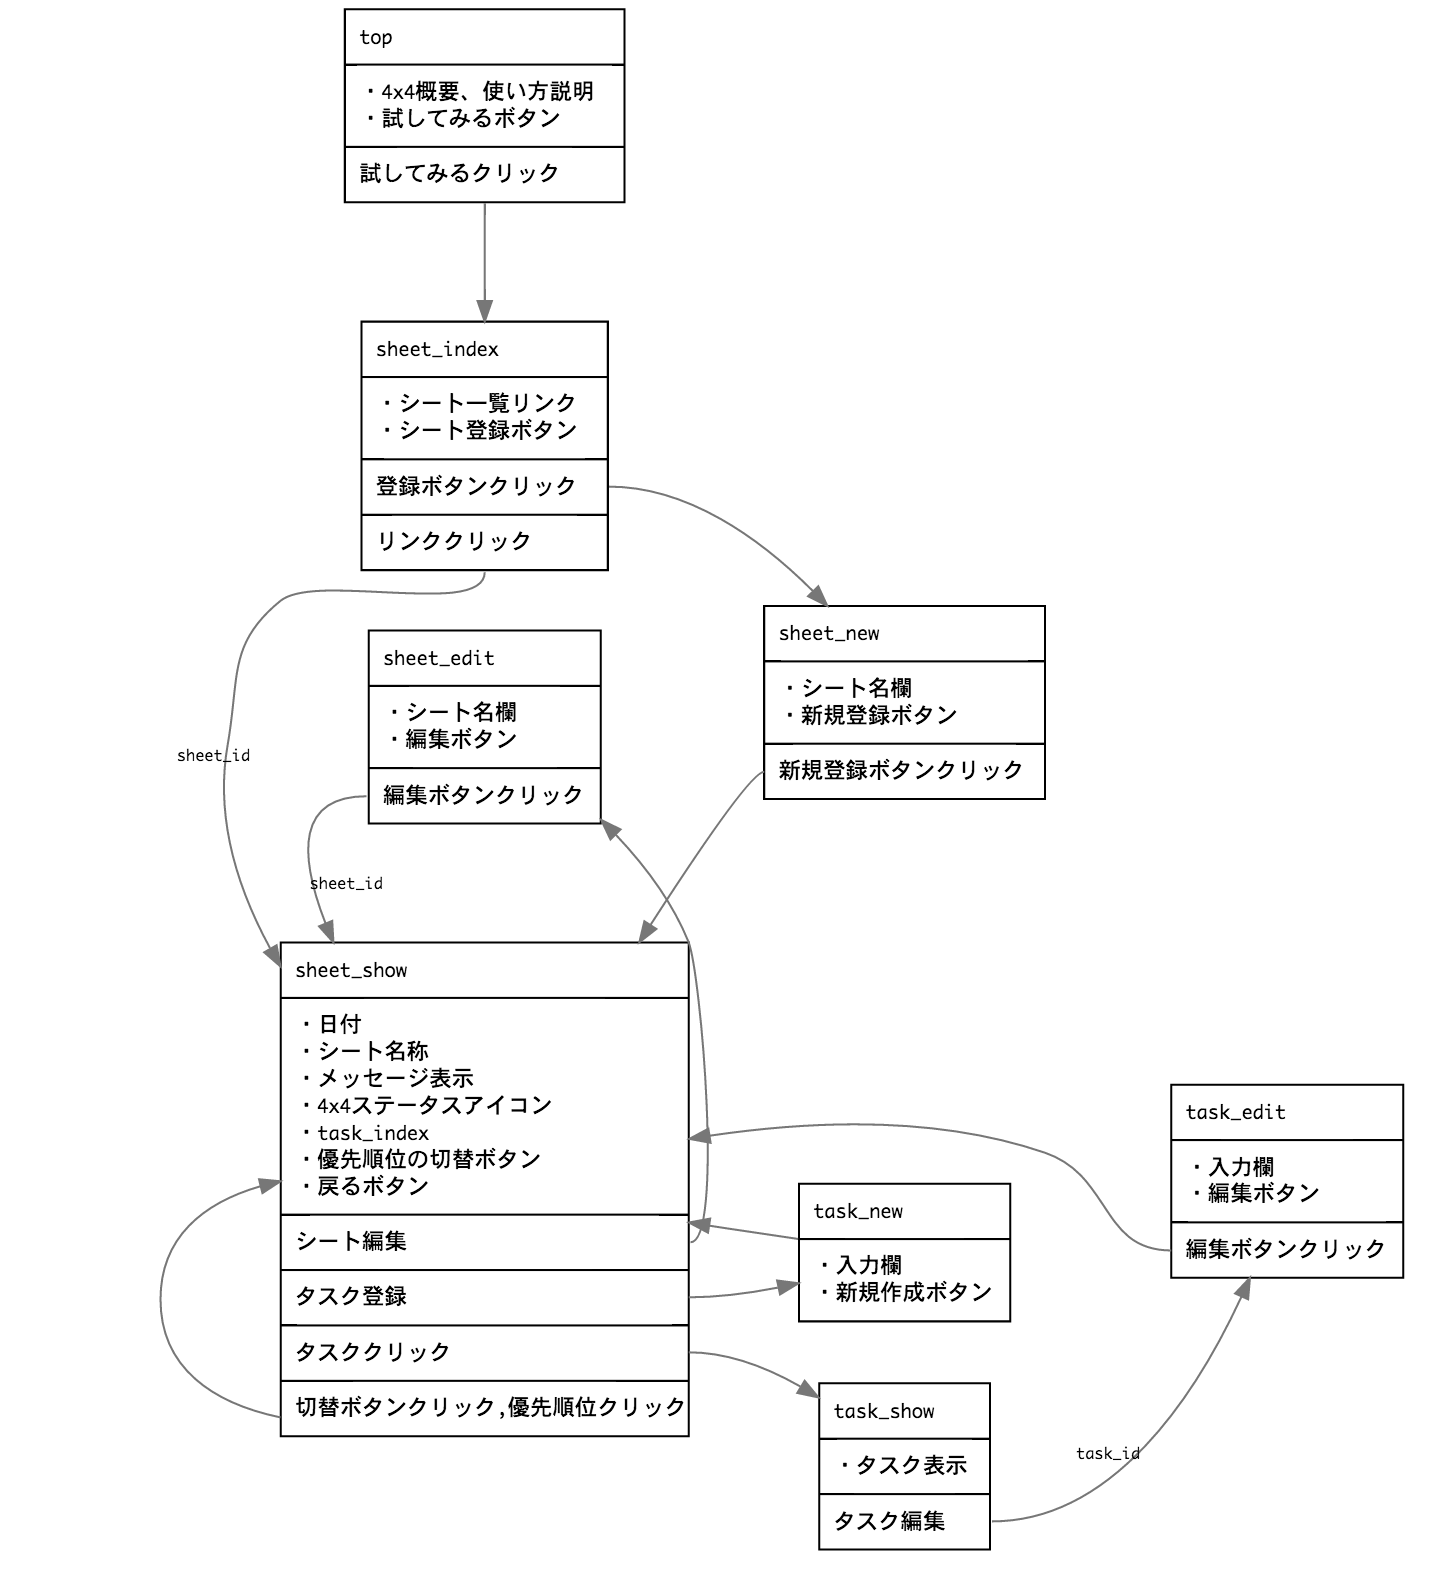 top
・4x4概要、使い方説明
・試してみるボタン
試してみるクリック
sheet_index
・シート一覧リンク
・シート登録ボタン
登録ボタンクリック
リンククリック
sheet_new
・シート名欄
・新規登録ボタン
新規登録ボタンクリック
sheet_edit
・シート名欄
・編集ボタン
編集ボタンクリック
sheet_id
sheet_id
sheet_show
・日付
・シート名称
・メッセージ表示
・4x4ステータスアイコン
・task_index
・優先順位の切替ボタン
・戻るボタン
シート編集
タスク登録
タスククリック
切替ボタンクリック,優先順位クリック
task_new
・入力欄
・新規作成ボタン
task_edit
・入力欄
・編集ボタン
編集ボタンクリック
task_show
・タスク表示
タスク編集
task_id